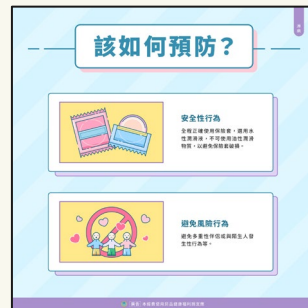 該如何預防？
安全性行為
全程正確使用保險套，選用水
性潤滑液，不可使用油性潤滑
物質，以避免保險套破損。
避免風險行為
避免多重性伴侶或與陌生人發
生性行為等。